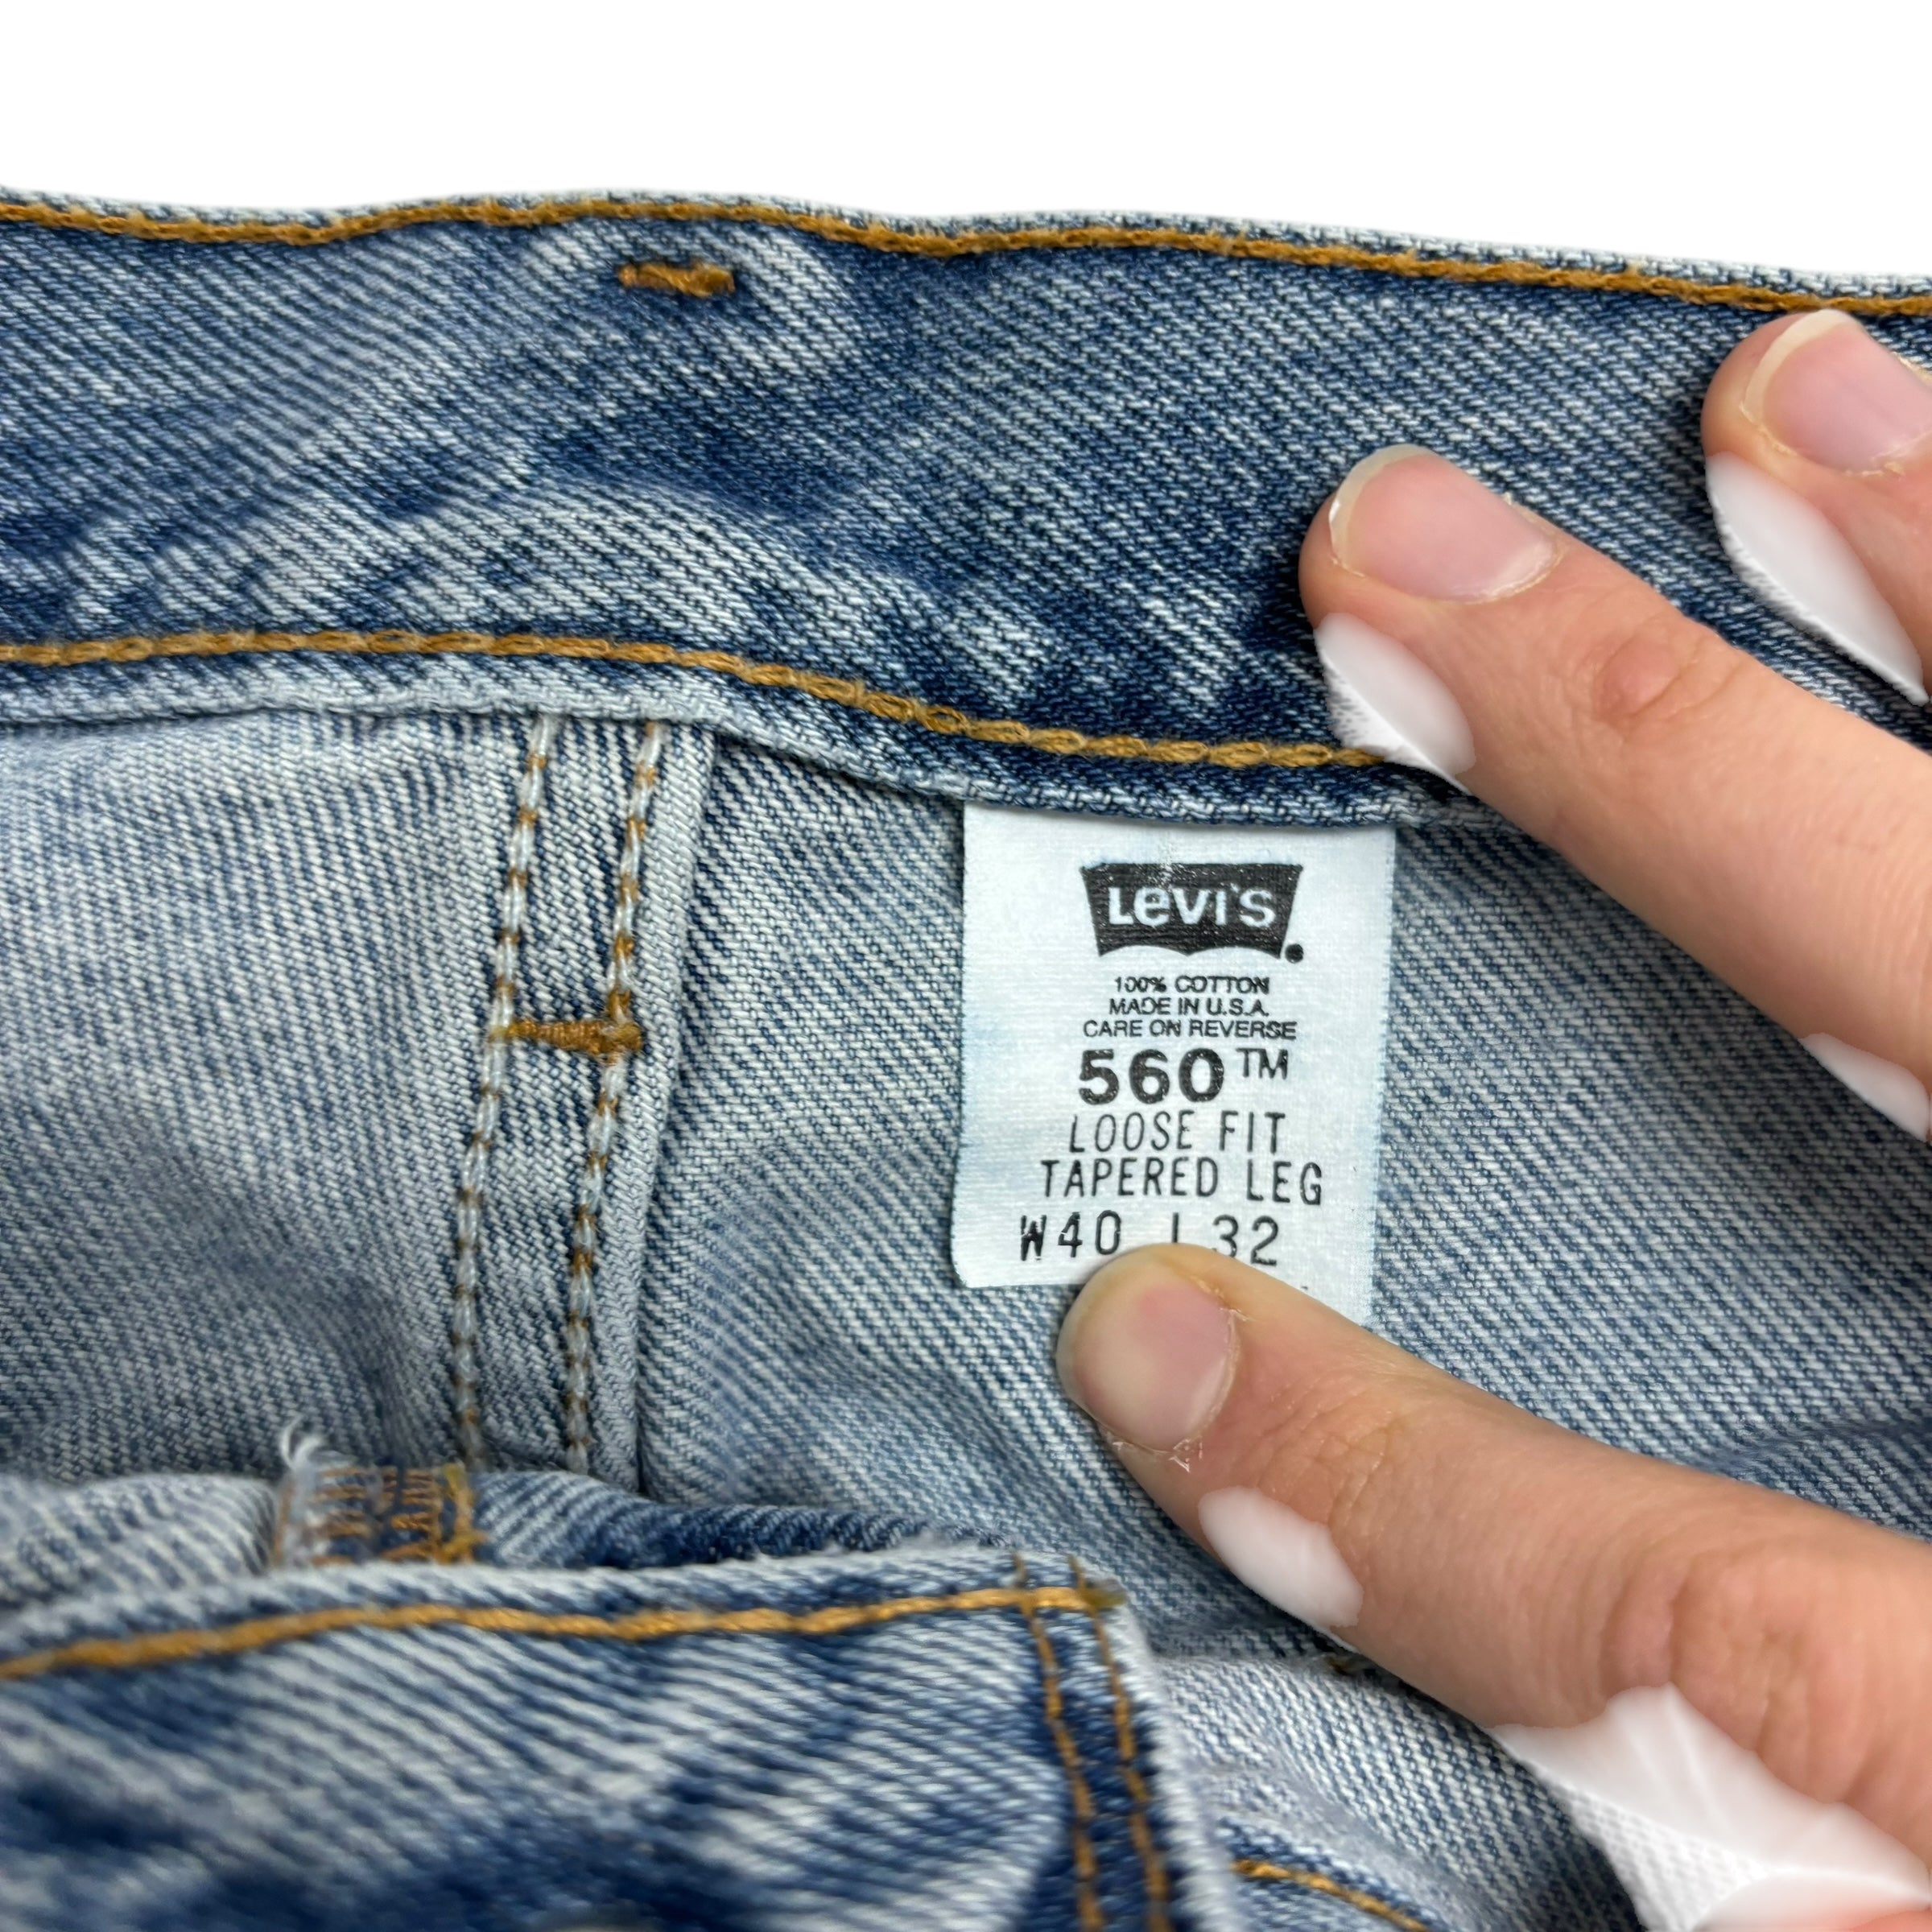 LEVI'S
100% COTTON
MADE IN U.S.A.
CARE ON REVERSE
560™
LOOSE FIT
TAPERED LEG
W40 L32